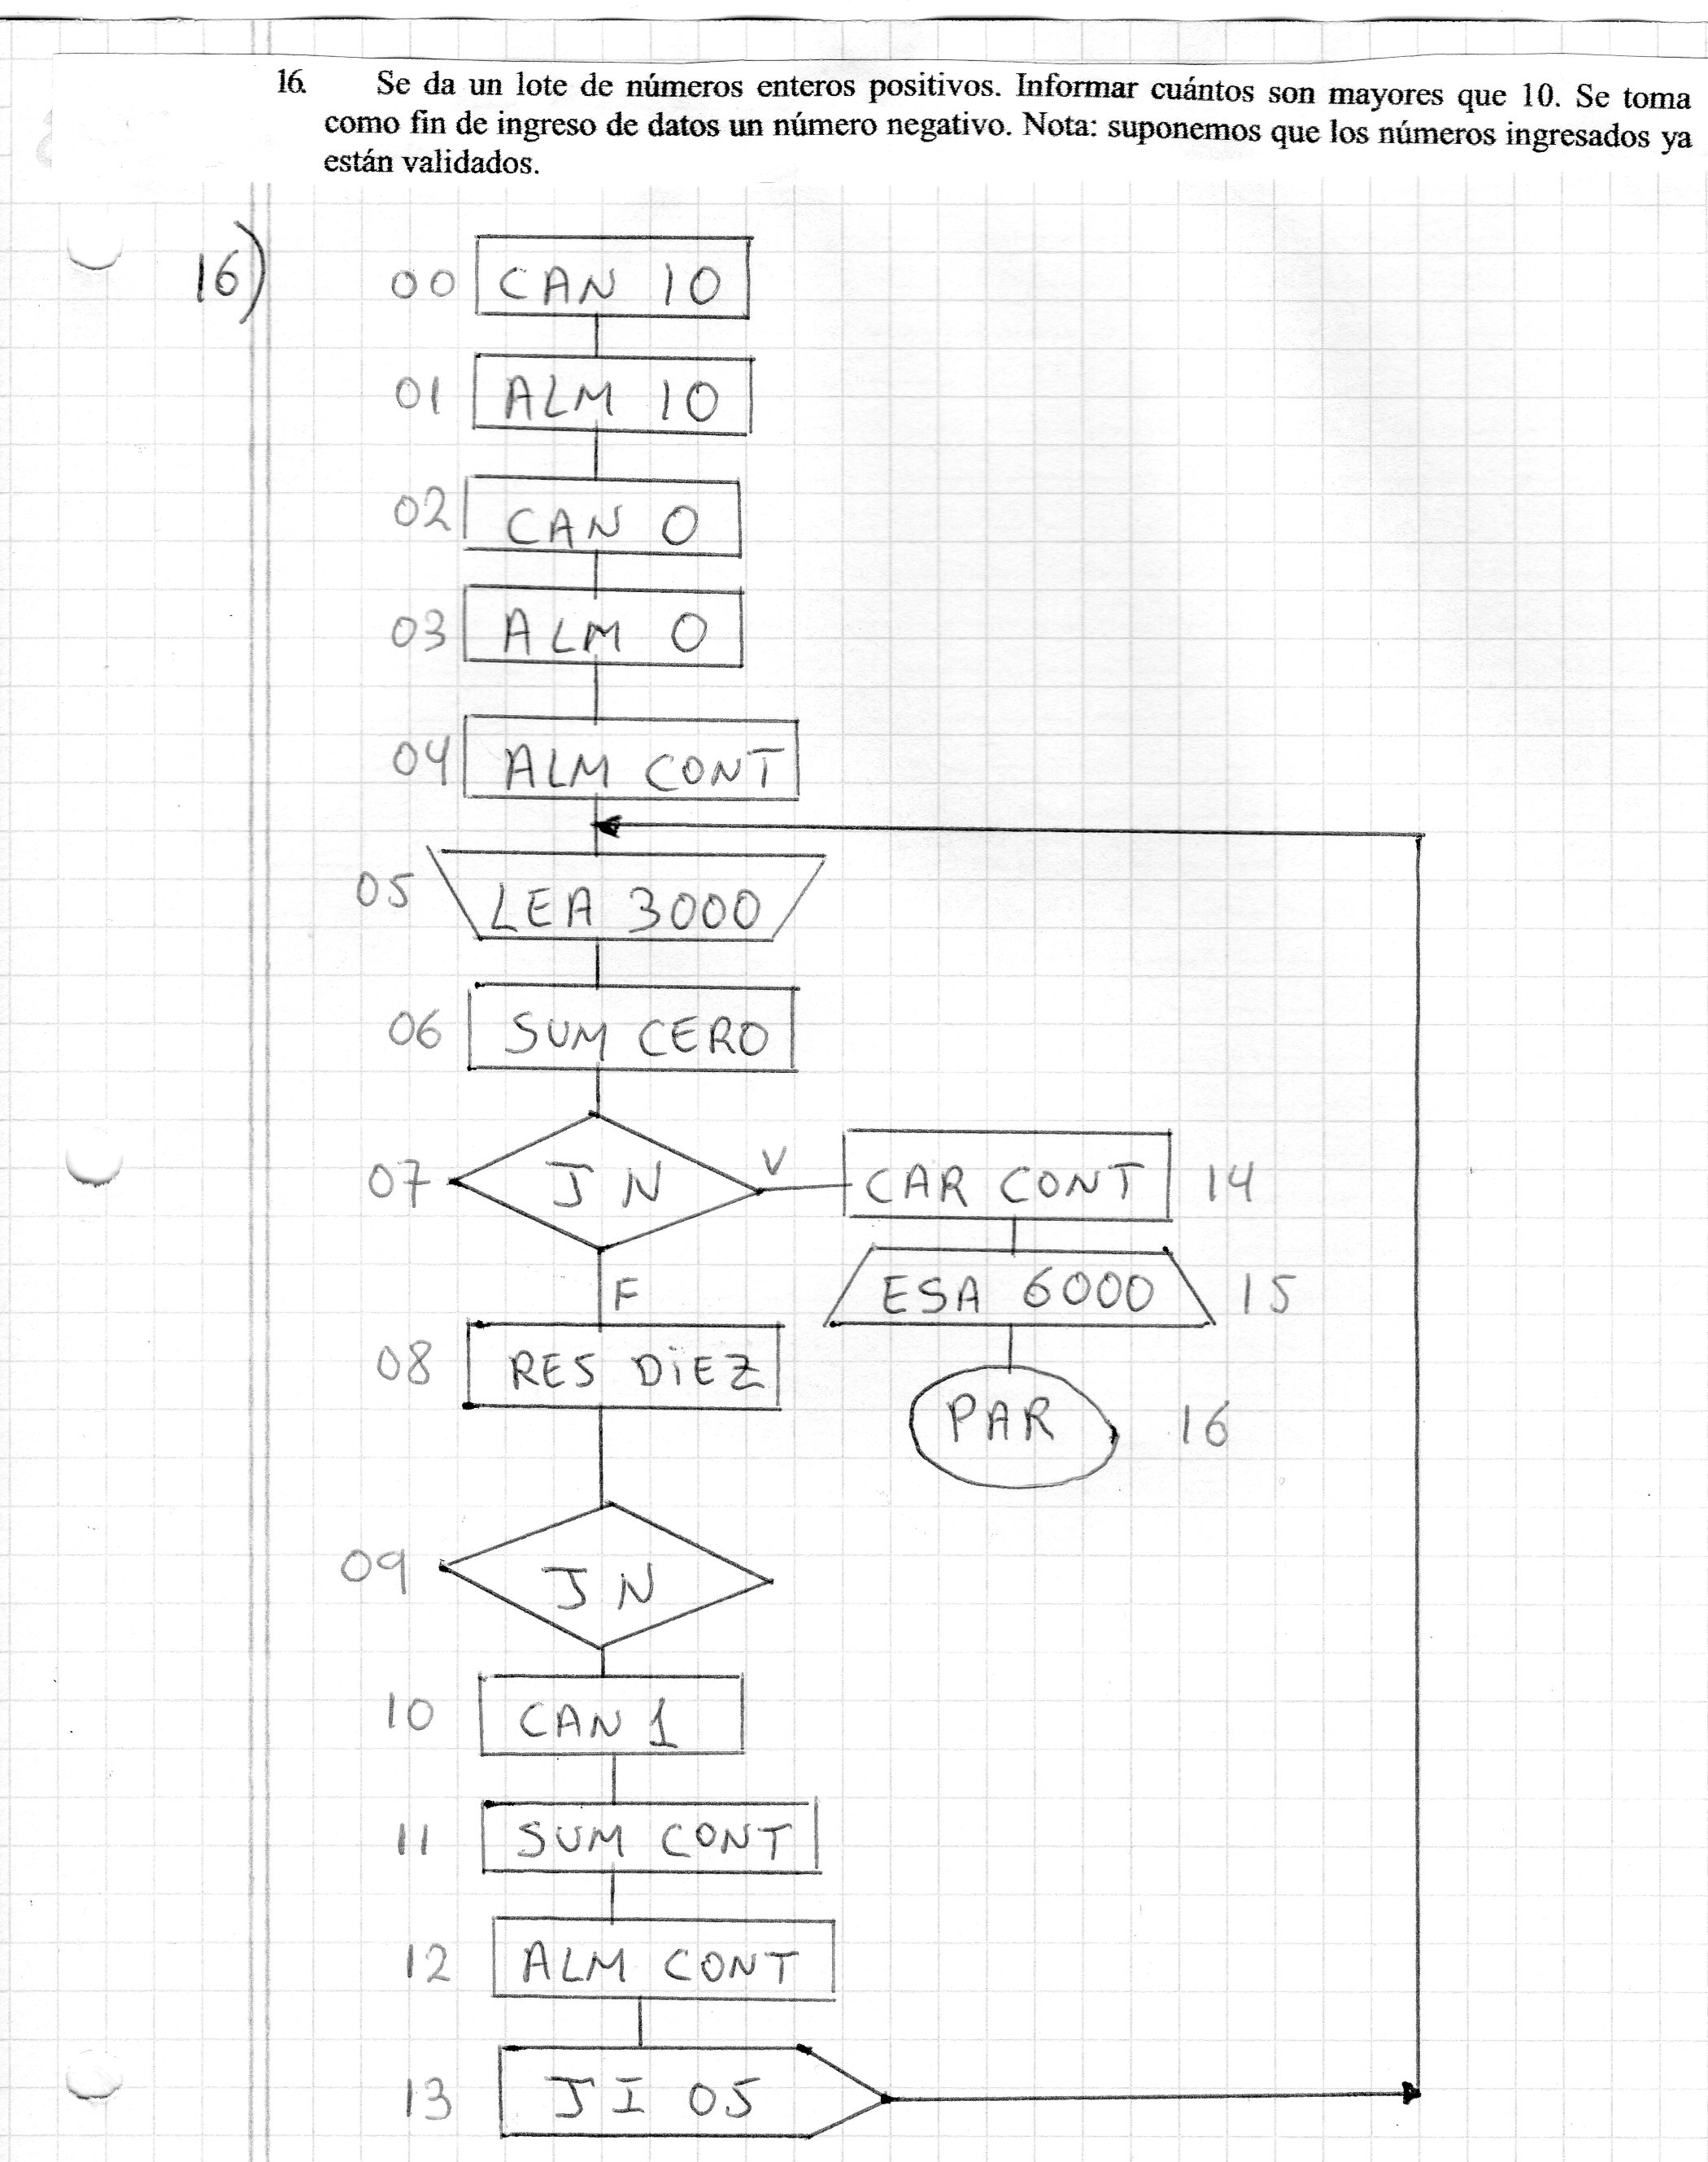 16. Se da un lote de números enteros positivos. Informar cuántos son mayores que 10. Se toma
como fin de ingreso de datos un número negativo. Nota: suponemos que los números ingresados ya
están validados.
16)
00 CAN 10
01 ALM 10
02 CAN 0
03 ALM 0
04 ALM CONT
05 LEA 3000
06 SUM CERO
07 JN V CAR CONT 14
F
ESA 6000 15
08 RES DiEZ
PAR 16
09 JN
10 CAN 1
11 SUM CONT
12 ALM CONT
13 JI 05